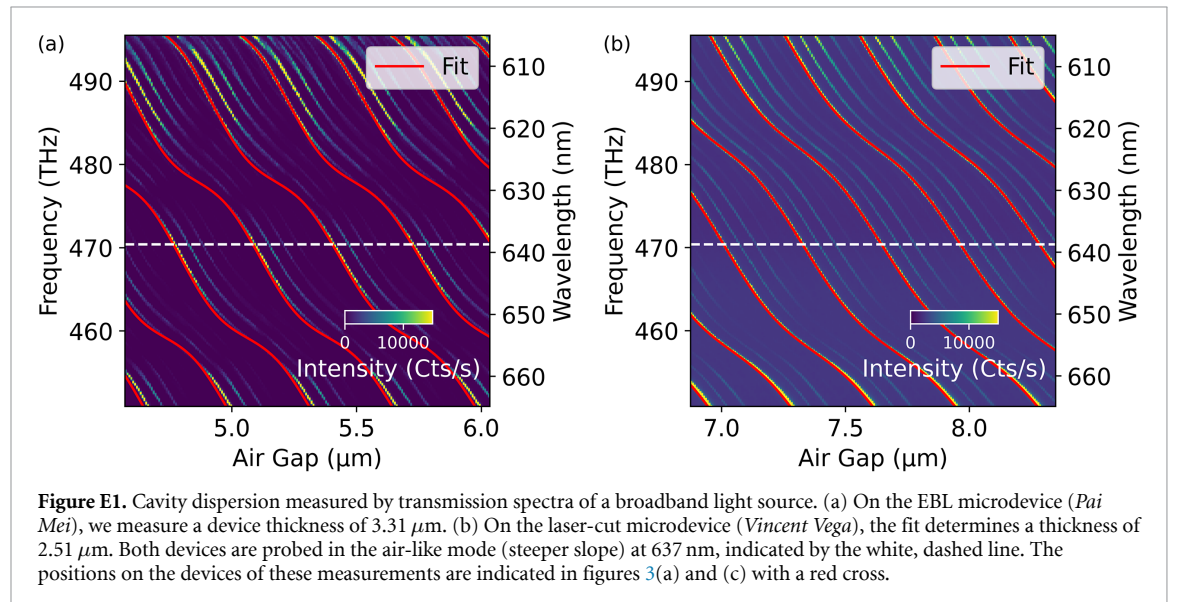 (a)
Fit
490
480
470
460
Frequency (THz)
610
620
630
640
650
660
Wavelength (nm)
0 10000
Intensity (Cts/s)
5.0 5.5 6.0
Air Gap (μm)
(b)
Fit
490
480
470
460
Frequency (THz)
610
620
630
640
650
660
Wavelength (nm)
0 10000
Intensity (Cts/s)
7.0 7.5 8.0
Air Gap (μm)
Figure E1. Cavity dispersion measured by transmission spectra of a broadband light source. (a) On the EBL microdevice (Pai
Mei), we measure a device thickness of 3.31 μm. (b) On the laser-cut microdevice (Vincent Vega), the fit determines a thickness of
2.51 μm. Both devices are probed in the air-like mode (steeper slope) at 637 nm, indicated by the white, dashed line. The
positions on the devices of these measurements are indicated in figures 3(a) and (c) with a red cross.